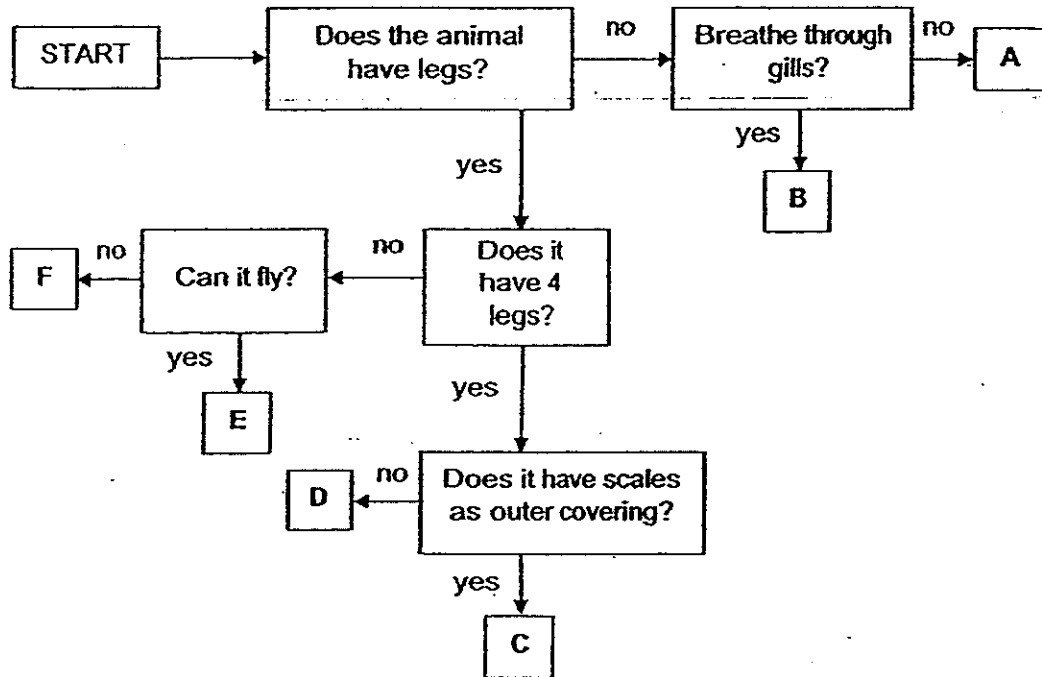 START
Does the animal
have legs?
no
Breathe through
gills?
no
A
yes
yes
B
F
no
Can it fly?
no
Does it
have 4
legs?
yes
E
yes
D
no
Does it have scales
as outer covering?
yes
C